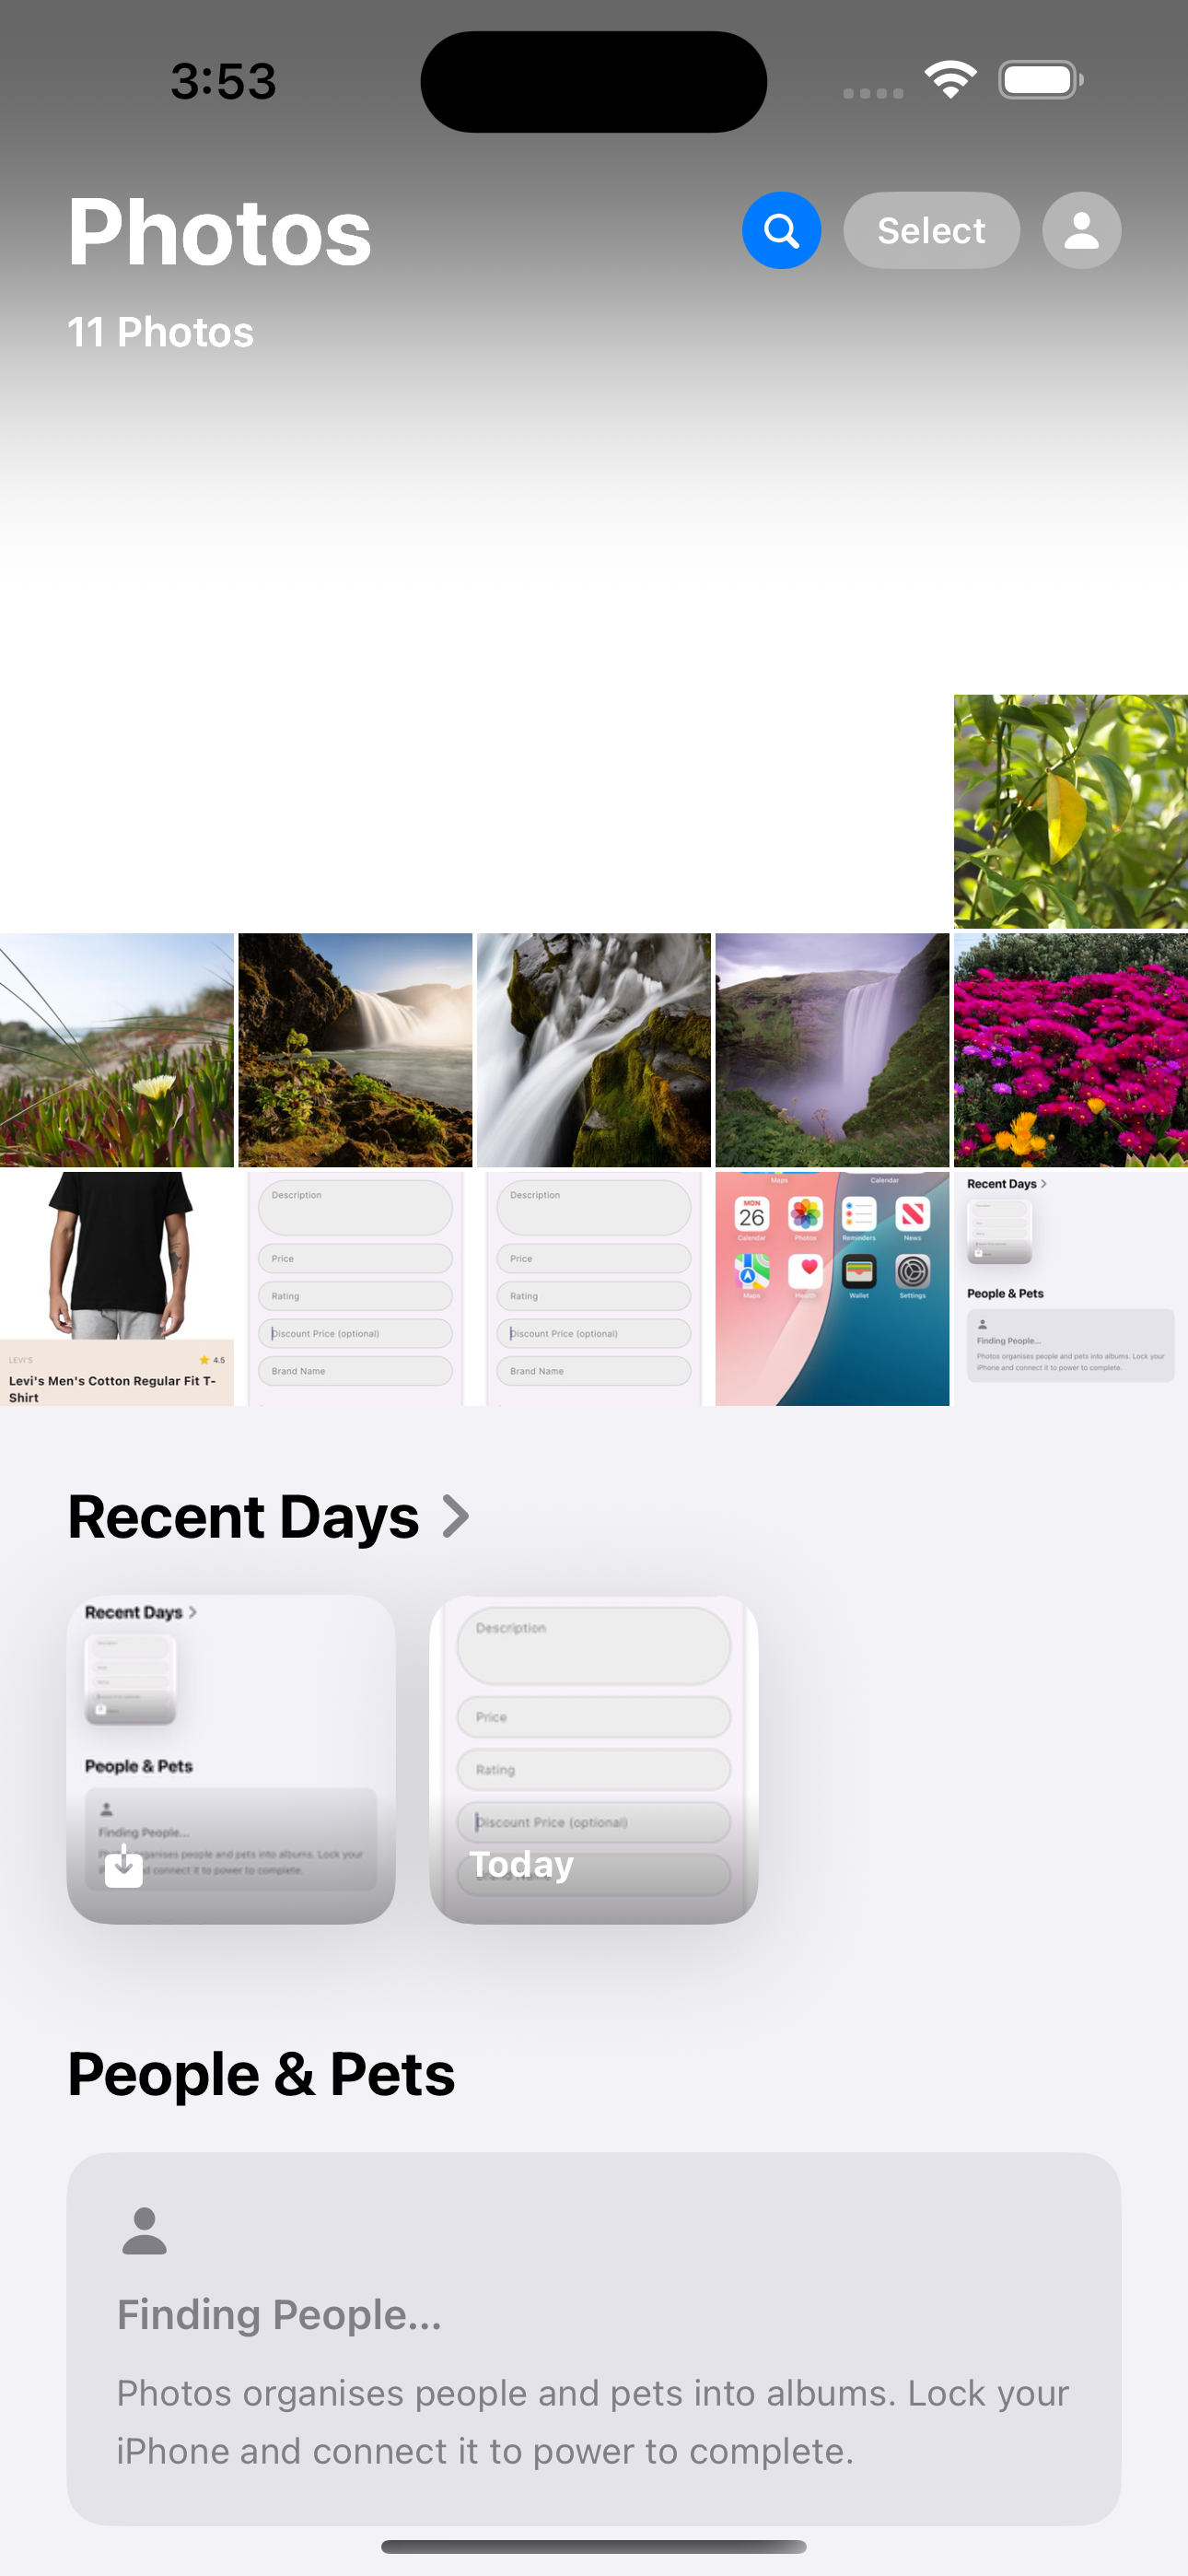 3:53
Photos
Select
11 Photos
Description
Price
Rating
Discount Price (optional)
Brand Name
Description
Price
Rating
Discount Price (optional)
Brand Name
Maps
Calendar
MON
26
Calendar
Photos
Reminders
News
Maps
Health
Wallet
Settings
Recent Days
People & Pets
Finding People...
Photos organises people and pets into albums. Lock your
iPhone and connect it to power to complete.
LEVI'S
4.5
Levi's Men's Cotton Regular Fit T-
Shirt
Recent Days
Recent Days
People & Pets
Finding People...
organises people and pets into albums. Lock your
connect it to power to complete.
Description
Price
Rating
Discount Price (optional)
Today
People & Pets
Finding People...
Photos organises people and pets into albums. Lock your
iPhone and connect it to power to complete.